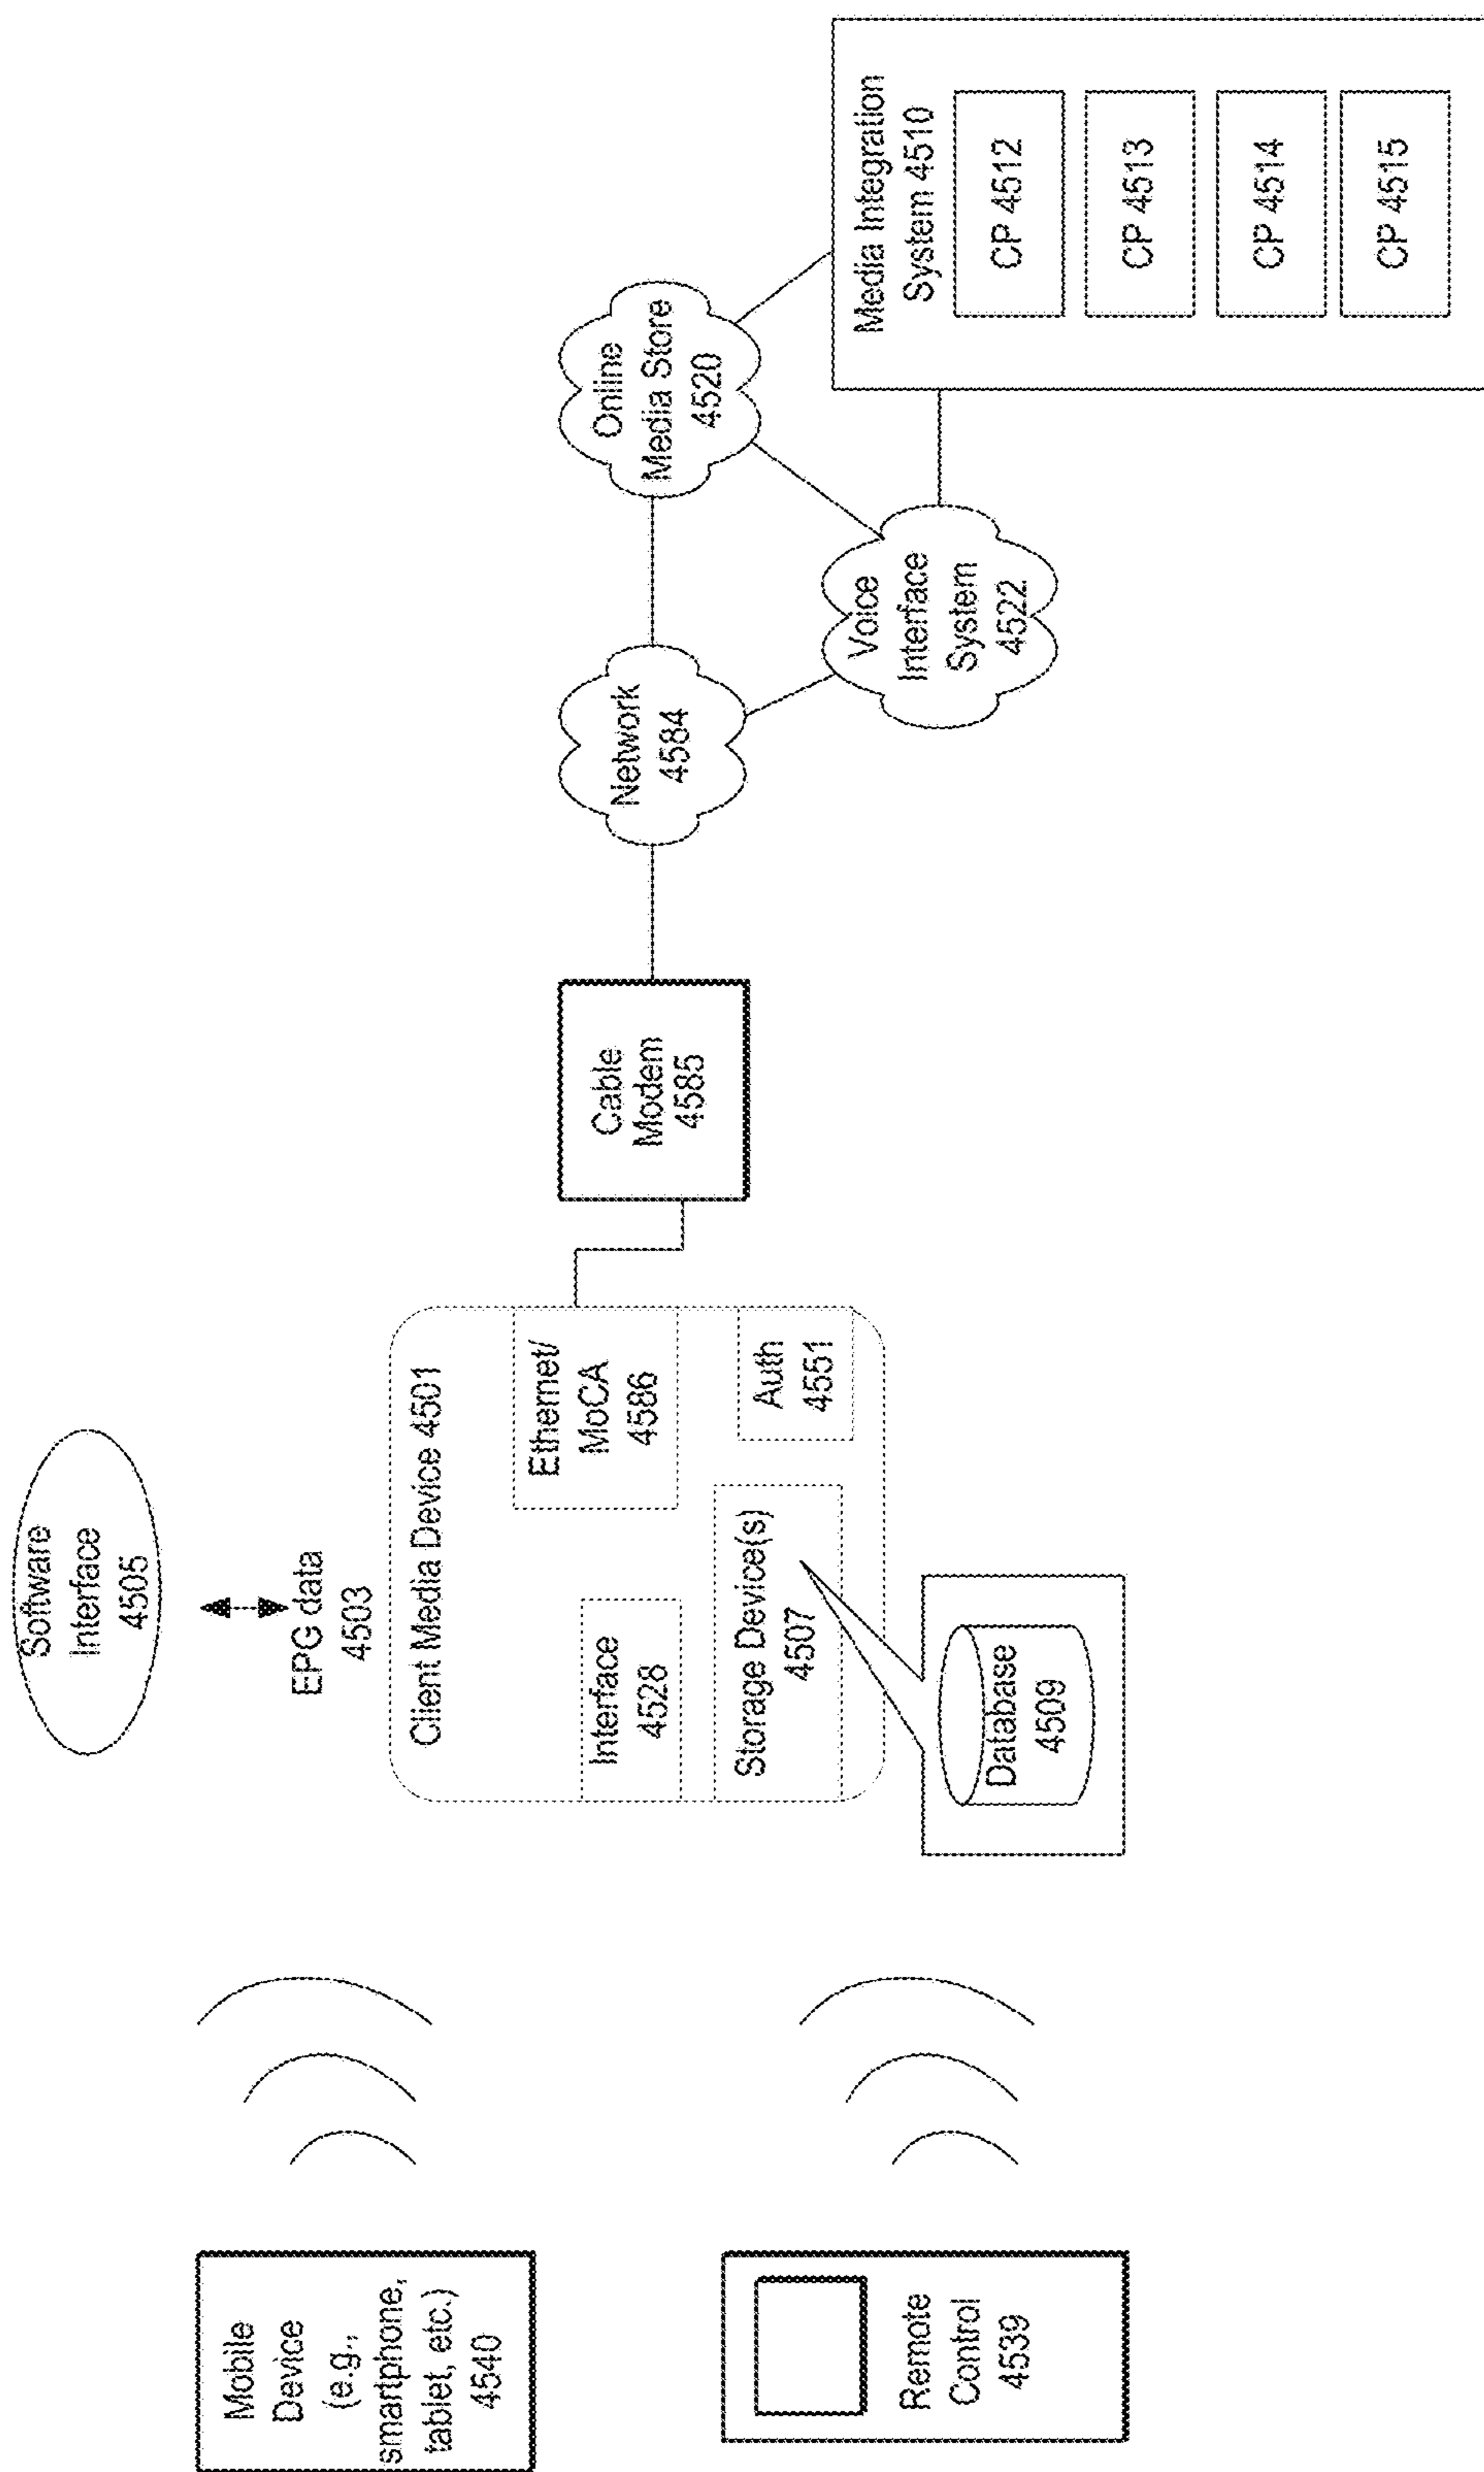 Software
Interface
4505
EPG data
4503
Mobile
Device
(e.g.,
smartphone,
tablet, etc.)
4540
Remote
Control
4539
Client Media Device 4501
Interface
4528
Ethernet/
MoCA
4586
Storage Device(s)
4507
Auth
4551
Database
4509
Cable
Modem
4585
Network
4584
Online
Media Store
4520
Voice
Interface
System
4522
Media Integration
System 4510
CP 4512
CP 4513
CP 4514
CP 4515